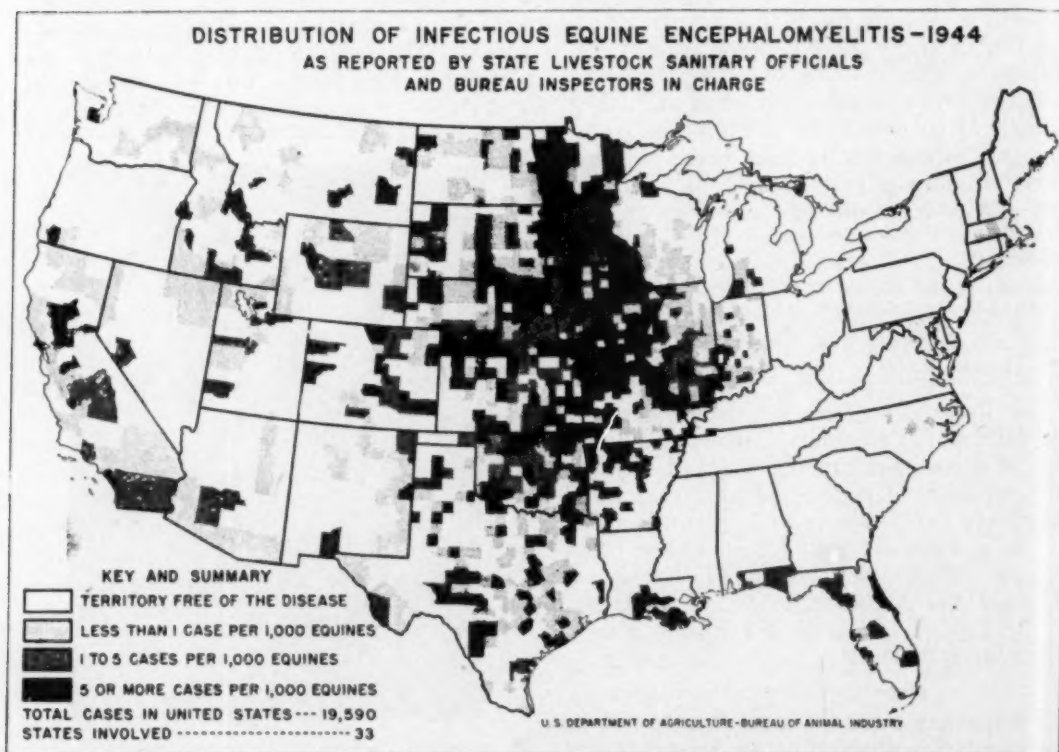 DISTRIBUTION OF INFECTIOUS EQUINE ENCEPHALOMYELITIS-1944
AS REPORTED BY STATE LIVESTOCK SANITARY OFFICIALS
AND BUREAU INSPECTORS IN CHARGE
KEY AND SUMMARY
TERRITORY FREE OF THE DISEASE
LESS THAN 1 CASE PER 1,000 EQUINES
1 TO 5 CASES PER 1,000 EQUINES
5 OR MORE CASES PER 1,000 EQUINES
TOTAL CASES IN UNITED STATES --- 19,590
STATES INVOLVED -------------------- 33
U.S. DEPARTMENT OF AGRICULTURE-BUREAU OF ANIMAL INDUSTRY